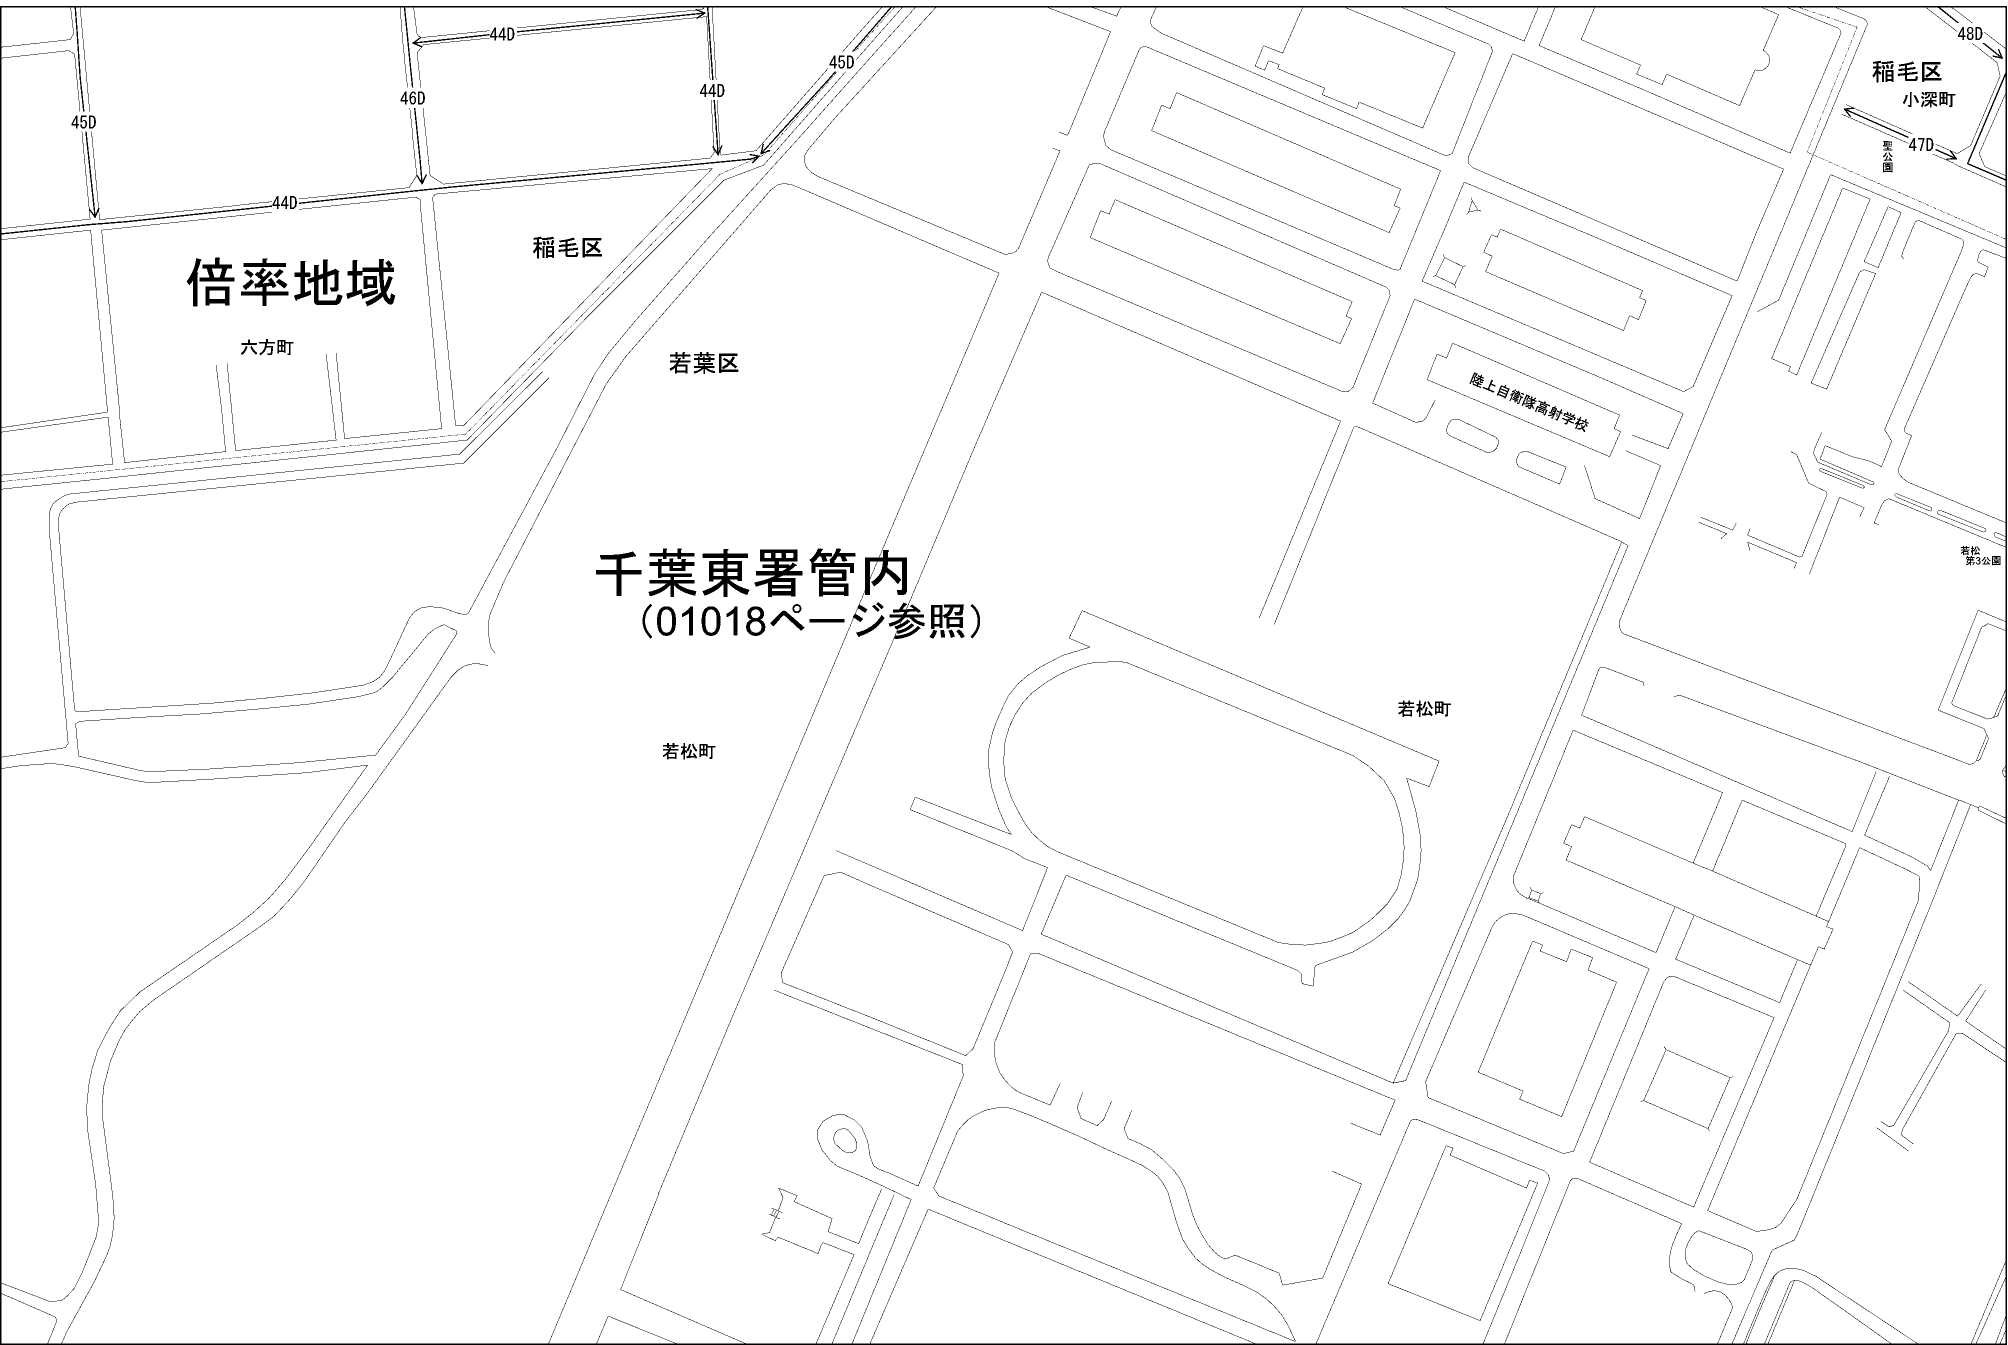 44D
45D
44D
46D
45D
44D
48D
稲毛区
小深町
47D
聖公園
稲毛区
倍率地域
六方町
若葉区
陸上自衛隊高射学校
千葉東署管内
(01018ページ参照)
若松
第3公園
若松町
若松町